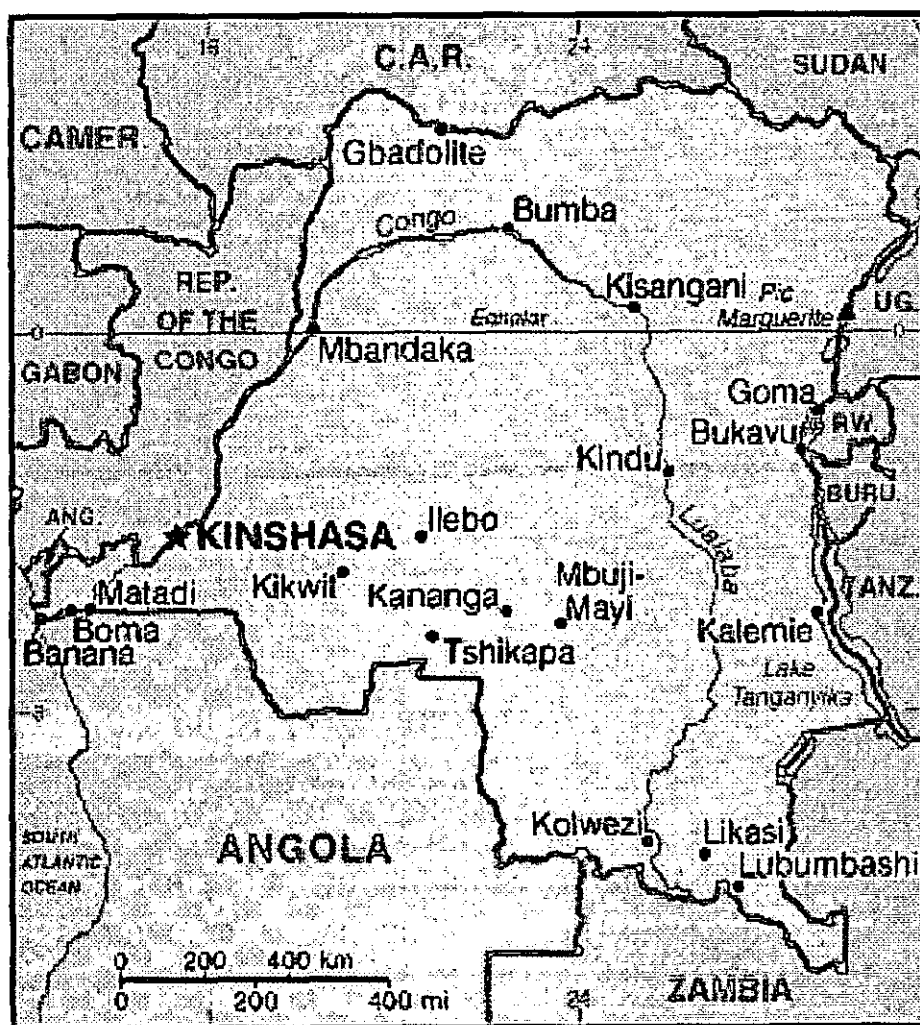 18
24
C.A.R.
SUDAN
CAMER.
Gbadolite
Congo
Bumba
REP.
OF THE
CONGO
Kisangani
Pic
Marguerite
UG.
0
Equator
0
Mbandaka
GABON
Goma
RW.
Bukavu
Kindu
BURU.
ANG.
KINSHASA
Ilebo
Lualaba
Kikwit
Kananga
Mbuji-
Mayi
TANZ.
Matadi
Boma
Banana
Tshikapa
Kalemie
Lake
Tanganyika
8
Kolwezi
Likasi
Lubumbashi
SOUTH
ATLANTIC
OCEAN
ANGOLA
0 200 400 km
0 200 400 mi
24
ZAMBIA